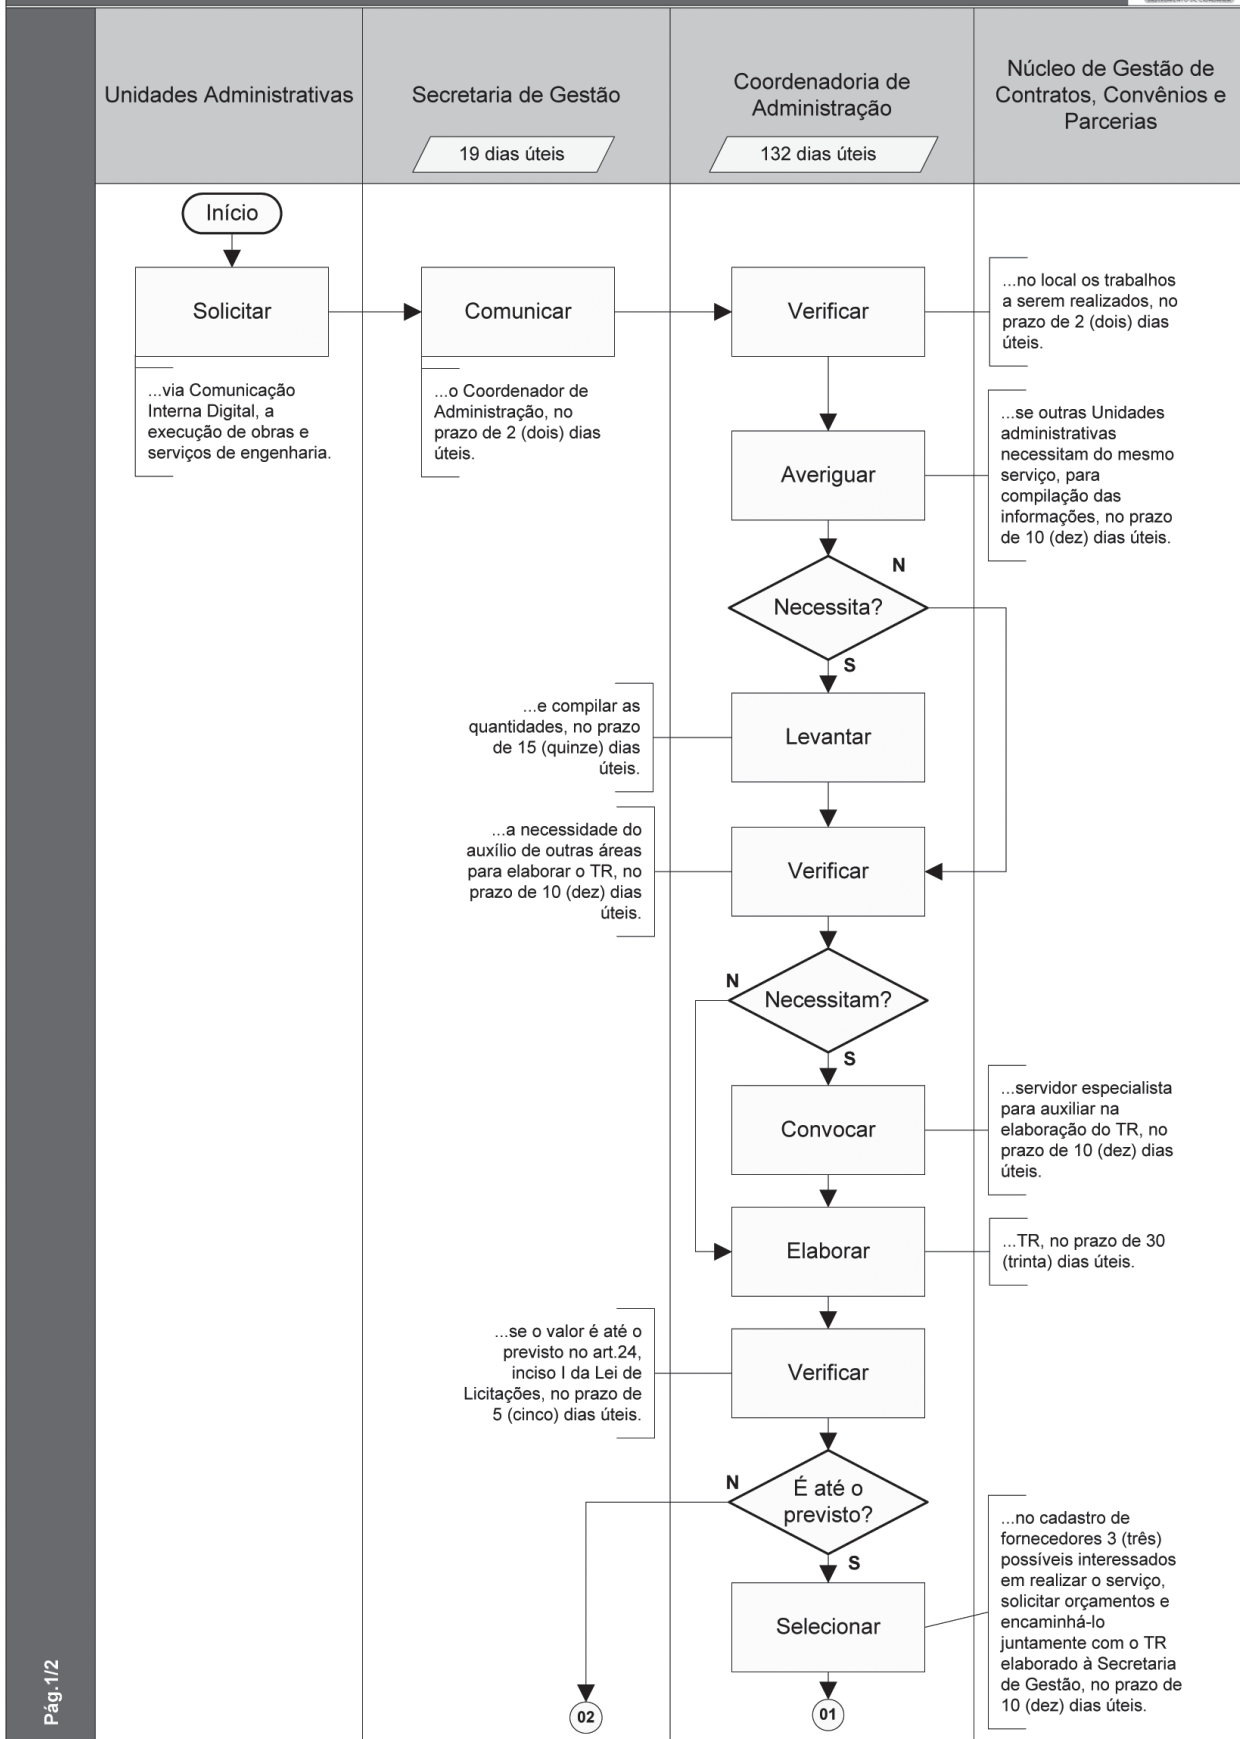 Unidades Administrativas
Secretaria de Gestão
19 dias úteis
Coordenadoria de
Administração
132 dias úteis
Núcleo de Gestão de
Contratos, Convênios e
Parcerias
Início
Solicitar
...via Comunicação
Interna Digital, a
execução de obras e
serviços de engenharia.
Comunicar
...o Coordenador de
Administração, no
prazo de 2 (dois) dias
úteis.
Verificar
...no local os trabalhos
a serem realizados, no
prazo de 2 (dois) dias
úteis.
Averiguar
...se outras Unidades
administrativas
necessitam do mesmo
serviço, para
compilação das
informações, no prazo
de 10 (dez) dias úteis.
Necessita?
N
S
Levantar
...e compilar as
quantidades, no prazo
de 15 (quinze) dias
úteis.
Verificar
...a necessidade do
auxílio de outras áreas
para elaborar o TR, no
prazo de 10 (dez) dias
úteis.
Necessitam?
N
S
Convocar
...servidor especialista
para auxiliar na
elaboração do TR, no
prazo de 10 (dez) dias
úteis.
Elaborar
...TR, no prazo de 30
(trinta) dias úteis.
Verificar
...se o valor é até o
previsto no art.24,
inciso I da Lei de
Licitações, no prazo de
5 (cinco) dias úteis.
É até o
previsto?
N
S
Selecionar
...no cadastro de
fornecedores 3 (três)
possíveis interessados
em realizar o serviço,
solicitar orçamentos e
encaminhá-lo
juntamente com o TR
elaborado à Secretaria
de Gestão, no prazo de
10 (dez) dias úteis.
02
01
Pág.1/2